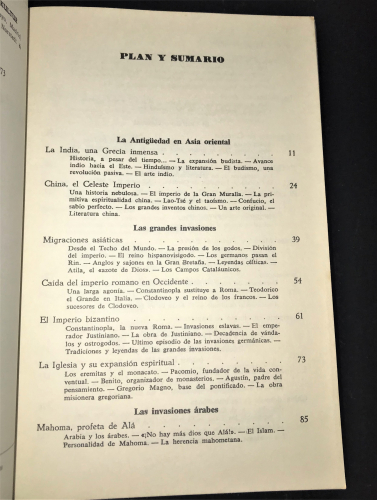 PLAN Y SUMARIO
La Antigüedad en Asia oriental
La India, una Grecia inmensa . . . . . . . . . 11
Historia, a pesar del tiempo... — La expansión budista. — Avance
indio hacia el Este. — Hinduismo y literatura. — El budismo, una
revolución pasiva. — El arte indio.
China, el Celeste Imperio . . . . . . . . . 24
Una historia nebulosa. — El imperio de la Gran Muralla. — La pri-
mitiva espiritualidad china. — Lao-Tsé y el taoísmo. — Confucio, el
sabio perfecto. — Los grandes inventos chinos. — Un arte original. —
Literatura china.
Las grandes invasiones
Migraciones asiáticas . . . . . . . . . 39
Desde el Techo del Mundo. — La presión de los godos. — División
del imperio. — El reino hispanovisigodo. — Los germanos pasan el
Rin. — Anglos y sajones en la Gran Bretaña. — Leyendas célticas. —
Atila, el «azote de Dios». — Los Campos Cataláunicos.
Caída del imperio romano en Occidente . . . . . . 54
Una larga agonía. — Constantinopla sustituye a Roma. — Teodorico
el Grande en Italia. — Clodoveo y el reino de los francos. — Los
sucesores de Clodoveo.
El Imperio bizantino . . . . . . . . . 61
Constantinopla, la nueva Roma. — Invasiones eslavas. — El empe-
rador Justiniano. — La obra de Justiniano. — Decadencia de vánda-
los y ostrogodos. — Ultimo episodio de las invasiones germánicas. —
Tradiciones y leyendas de las grandes invasiones.
La Iglesia y su expansión espiritual . . . . . . 73
Los eremitas y el monacato. — Pacomio, fundador de la vida con-
ventual. — Benito, organizador de monasterios. — Agustín, padre del
pensamiento. — Gregorio Magno, base del pontificado. — La obra
misionera gregoriana.
Las invasiones árabes
Mahoma, profeta de Alá . . . . . . . . . 85
Arabia y los árabes. — «¡No hay más dios que Alá!». — El Islam. —
Personalidad de Mahoma. — La herencia mahometana.